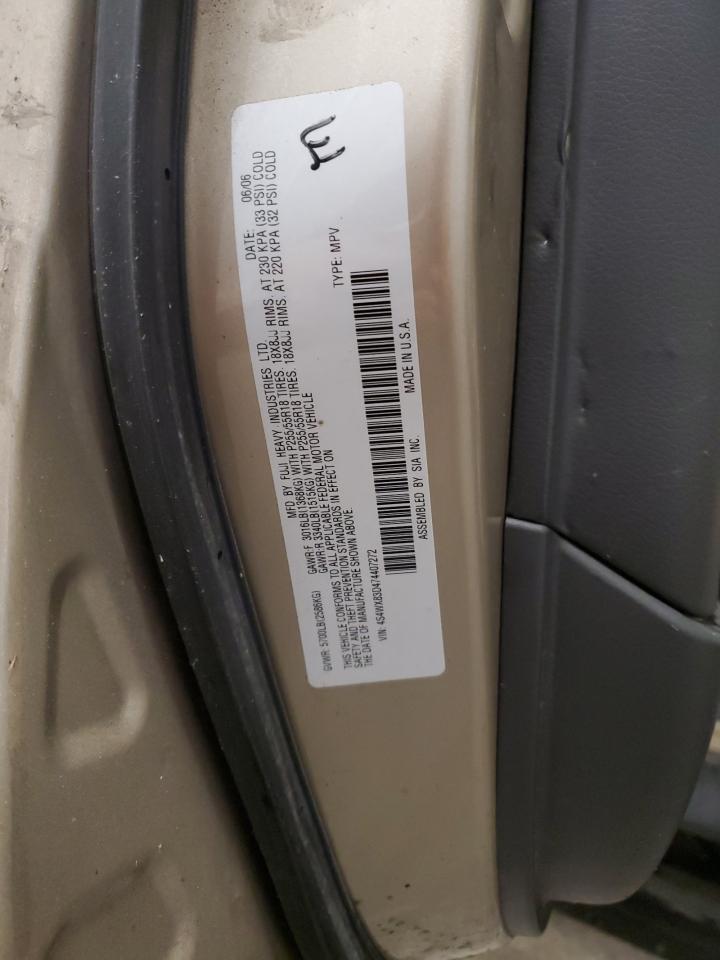 MFD BY FUJI HEAVY INDUSTRIES LTD. DATE: 06/06
GAWR:F 3016LB(1368KG) WITH P255/55R18 TIRES, 18X8JJ RIMS, AT 230 KPA (33 PSI) COLD
GVWR: 5700LB(2586KG) GAWR:R 3340LB(1515KG) WITH P255/55R18 TIRES, 18X8JJ RIMS, AT 220 KPA (32 PSI) COLD
THIS VEHICLE CONFORMS TO ALL APPLICABLE FEDERAL MOTOR VEHICLE
SAFETY AND THEFT PREVENTION STANDARDS IN EFFECT ON
THE DATE OF MANUFACTURE SHOWN ABOVE.
VIN: 4S4WX83D474407272 TYPE: MPV
ASSEMBLED BY SIA INC. MADE IN U.S.A.